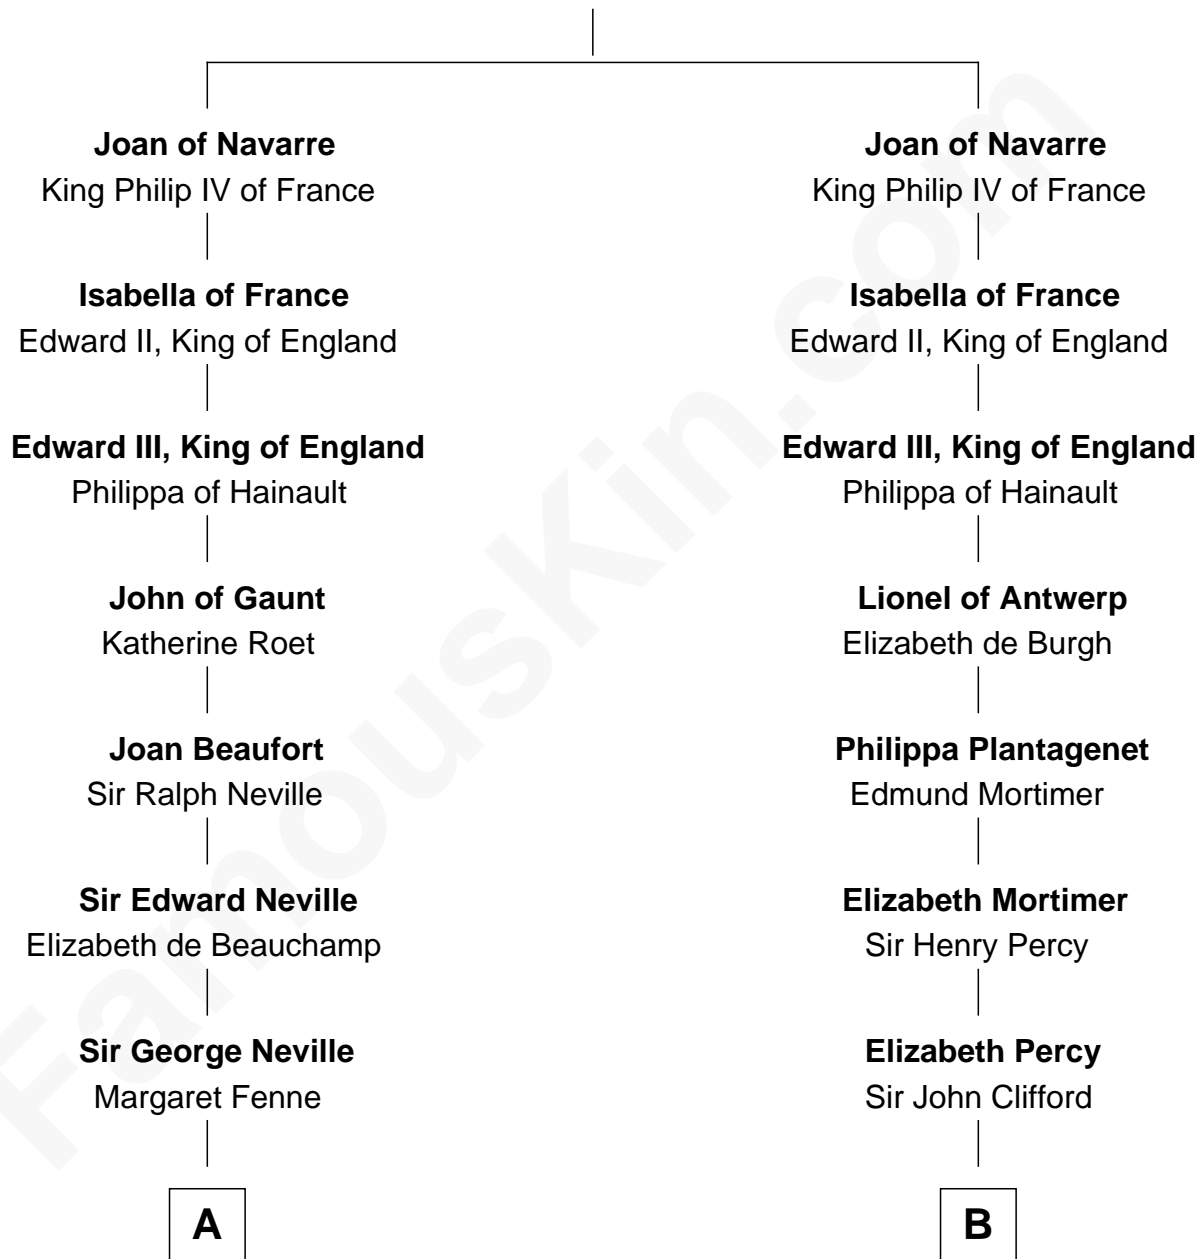 Joan of Navarre
King Philip IV of France
Isabella of France
Edward II, King of England
Edward III, King of England
Philippa of Hainault
John of Gaunt
Katherine Roet
Joan Beaufort
Sir Ralph Neville
Sir Edward Neville
Elizabeth de Beauchamp
Sir George Neville
Margaret Fenne
A
Joan of Navarre
King Philip IV of France
Isabella of France
Edward II, King of England
Edward III, King of England
Philippa of Hainault
Lionel of Antwerp
Elizabeth de Burgh
Philippa Plantagenet
Edmund Mortimer
Elizabeth Mortimer
Sir Henry Percy
Elizabeth Percy
Sir John Clifford
B
FamousKin.com